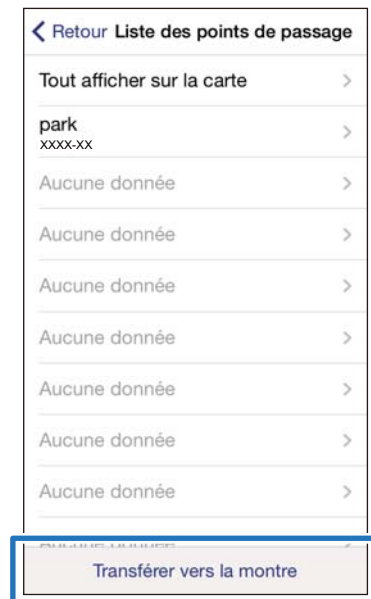 Retour Liste des points de passage
Tout afficher sur la carte
park
XXXX-XX
Aucune donnée
Aucune donnée
Aucune donnée
Aucune donnée
Aucune donnée
Aucune donnée
Aucune donnée
Transférer vers la montre